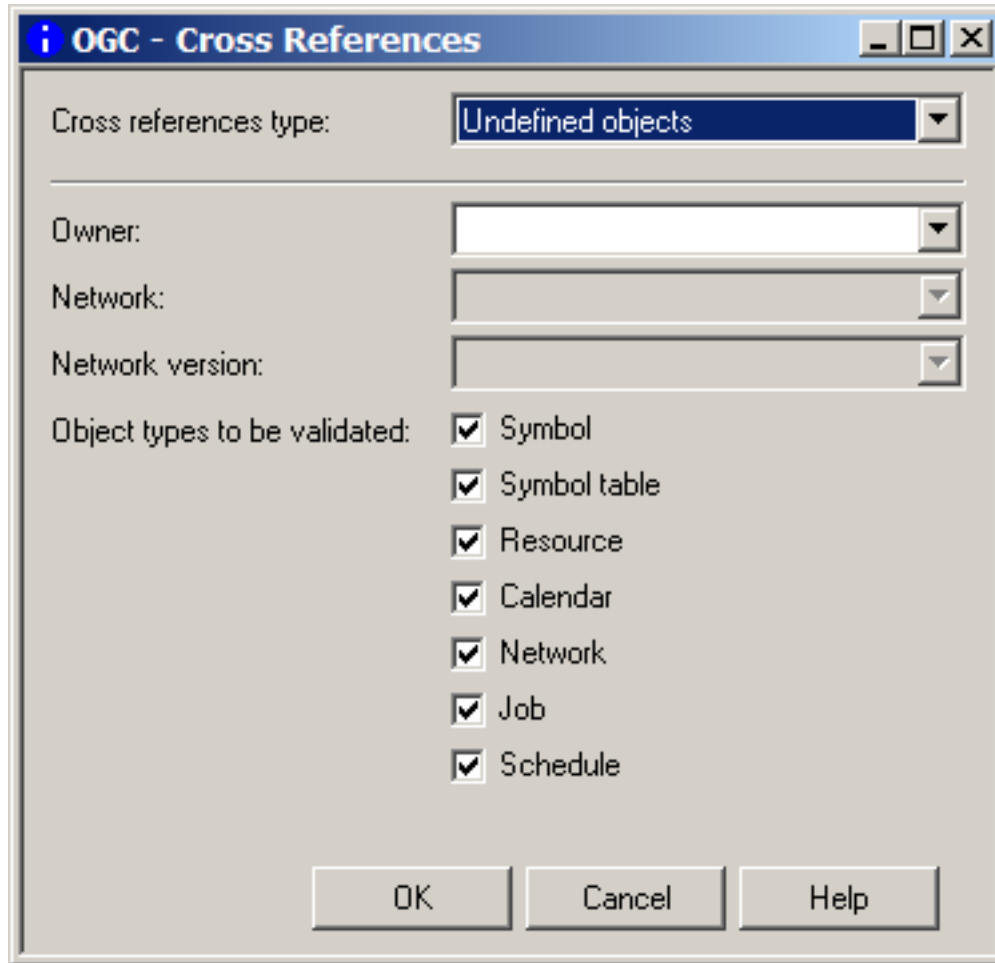 OGC - Cross References
Cross references type: Undefined objects
Owner:
Network:
Network version:
Object types to be validated: Symbol
Symbol table
Resource
Calendar
Network
Job
Schedule
OK Cancel Help